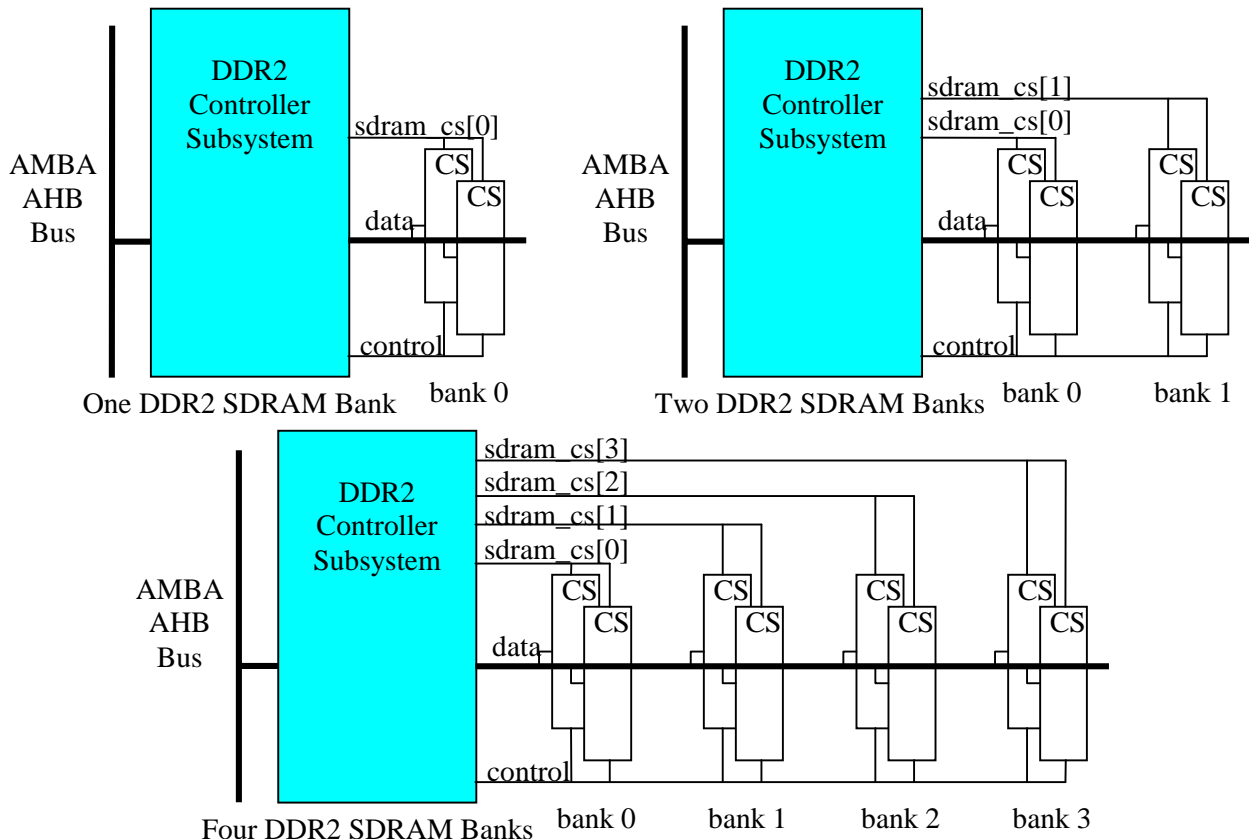 DDR2
Controller
Subsystem
AMBA
AHB
Bus
sdram_cs[0]
CS
CS
data
control
bank 0
One DDR2 SDRAM Bank
DDR2
Controller
Subsystem
AMBA
AHB
Bus
sdram_cs[1]
sdram_cs[0]
CS
CS
CS
CS
data
control
bank 0
bank 1
Two DDR2 SDRAM Banks
DDR2
Controller
Subsystem
AMBA
AHB
Bus
sdram_cs[3]
sdram_cs[2]
sdram_cs[1]
sdram_cs[0]
CS
CS
CS
CS
CS
CS
CS
CS
data
control
bank 0
bank 1
bank 2
bank 3
Four DDR2 SDRAM Banks